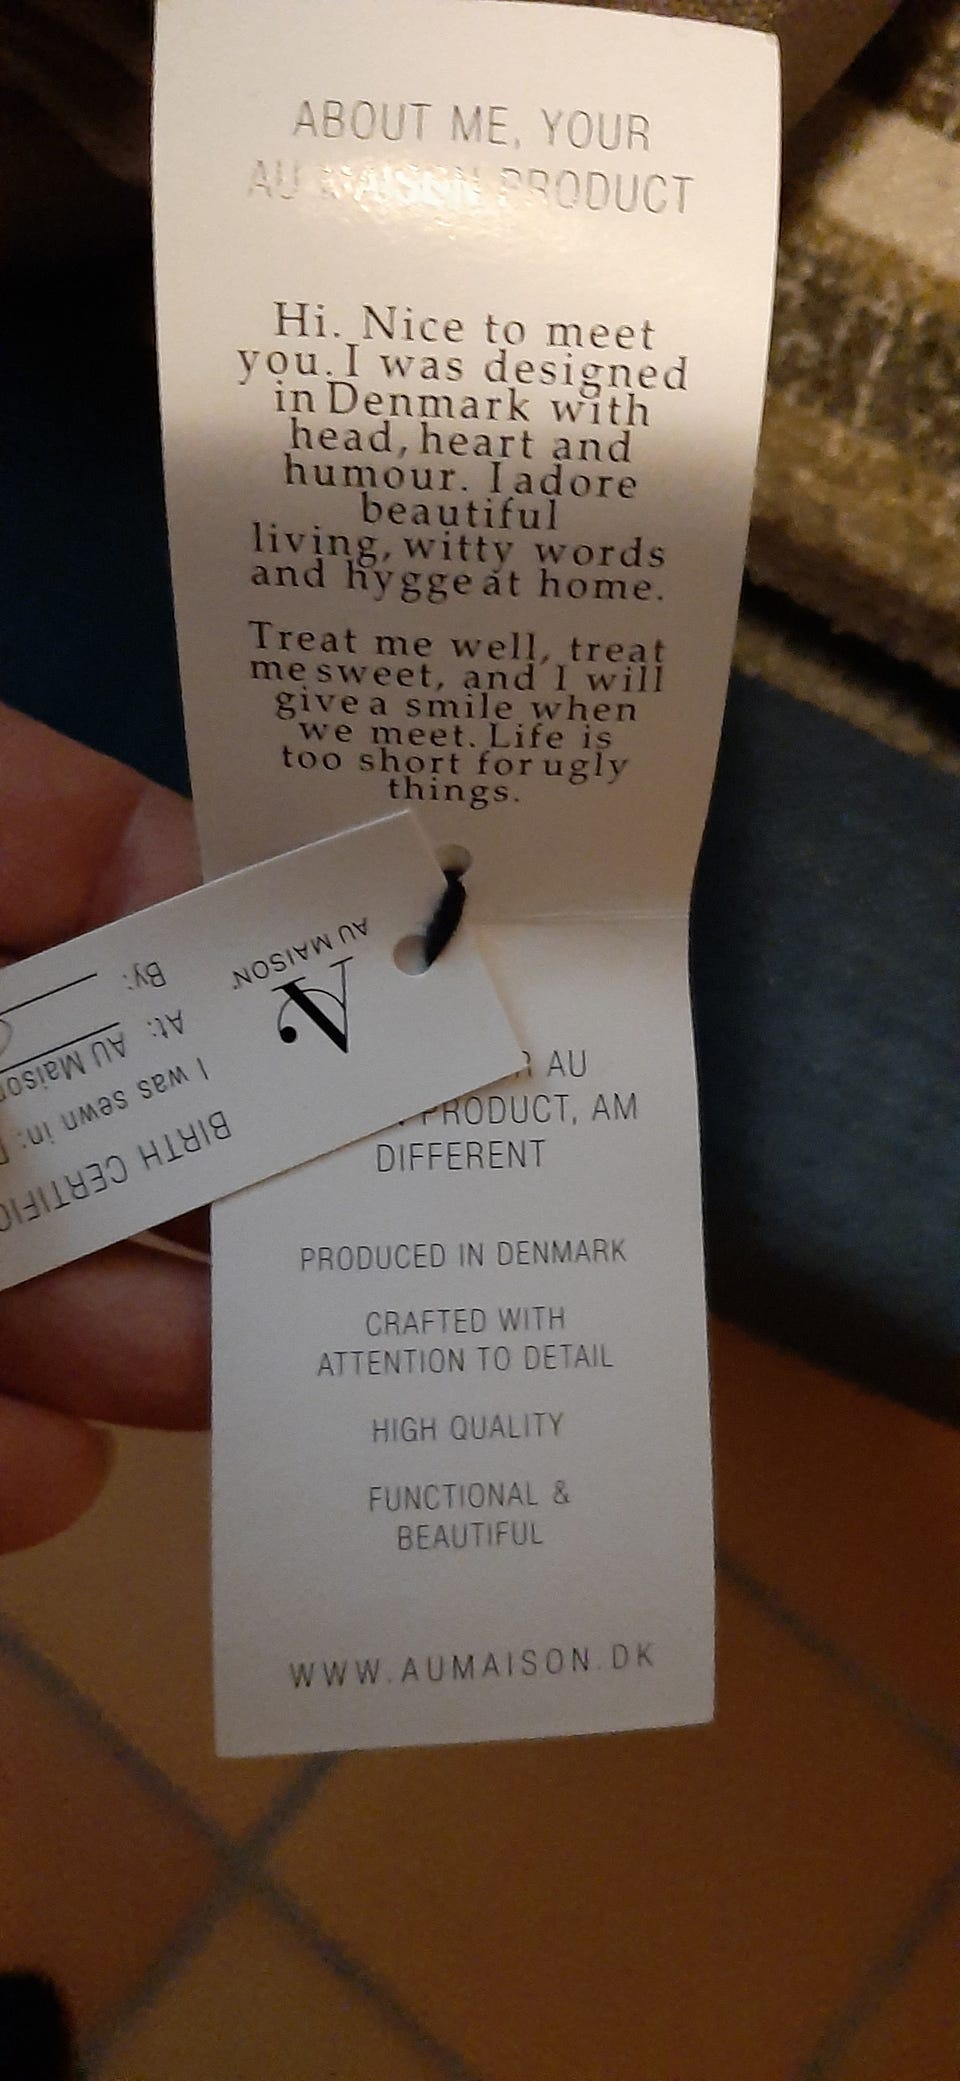 ABOUT ME, YOUR
AU MAISON PRODUCT
Hi. Nice to meet
you. I was designed
in Denmark with
head, heart and
humour. I adore
beautiful
living, witty words
and hygge at home.
Treat me well, treat
me sweet, and I will
give a smile when
we meet. Life is
too short for ugly
things.
AU
PRODUCT, AM
DIFFERENT
PRODUCED IN DENMARK
CRAFTED WITH
ATTENTION TO DETAIL
HIGH QUALITY
FUNCTIONAL &
BEAUTIFUL
WWW.AUMAISON.DK
BIRTH
I was sewn in:
At: AU Maison
By:
A
AU MAISON